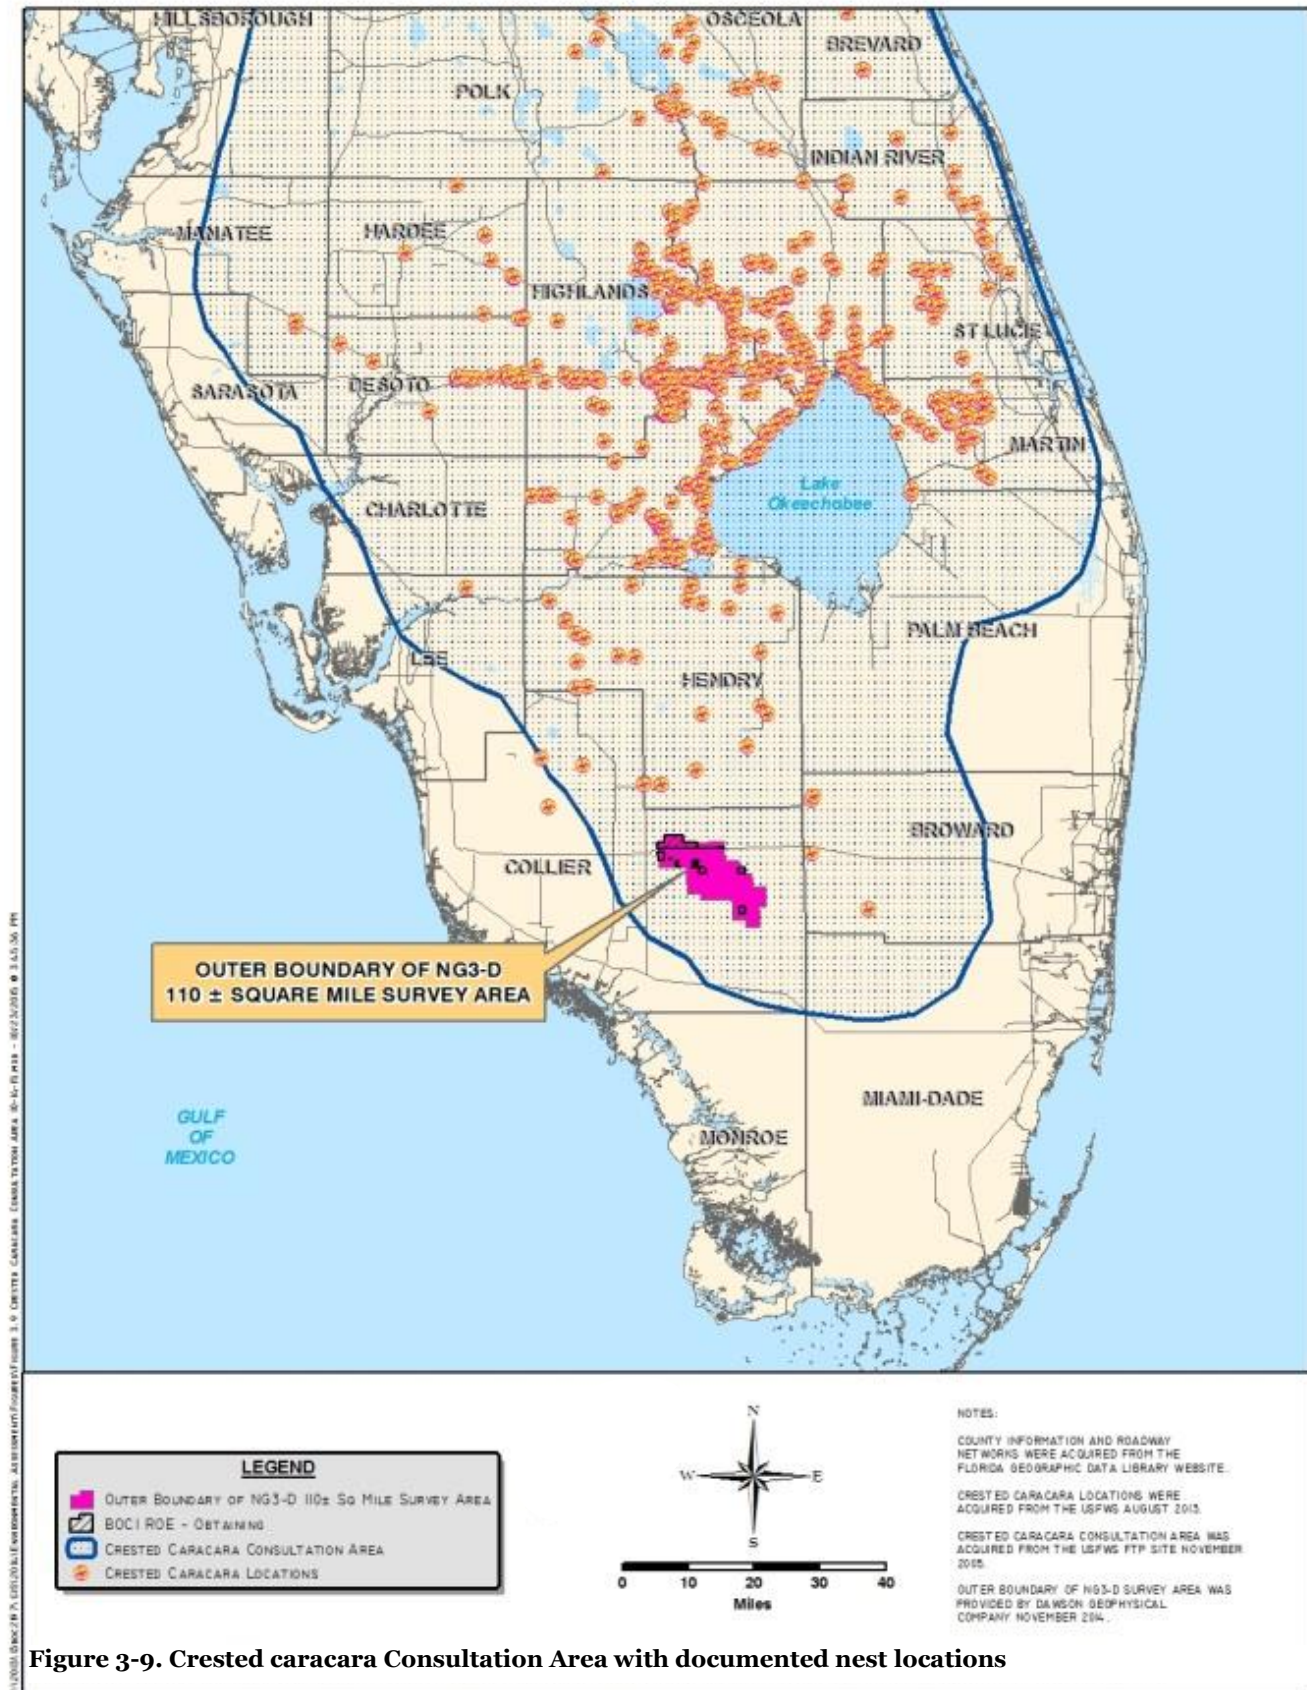 HILLSBOROUGH
OSCEOLA
BREVARD
POLK
INDIAN RIVER
MANATEE
HARDEE
HIGHLANDS
ST LUCIE
SARASOTA
DESOTO
MARTIN
Lake
Okeechobee
CHARLOTTE
PALM BEACH
LEE
HENDRY
BROWARD
COLLIER
OUTER BOUNDARY OF NG3-D
110 ± SQUARE MILE SURVEY AREA
MIAMI-DADE
GULF
OF
MEXICO
MONROE
LEGEND
OUTER BOUNDARY OF NG3-D 110± SQ MILE SURVEY AREA
BOCI ROE - OBTAINING
CRESTED CARACARA CONSULTATION AREA
CRESTED CARACARA LOCATIONS
N
W
E
S
0 10 20 30 40
Miles
NOTES:
COUNTY INFORMATION AND ROADWAY
NETWORKS WERE ACQUIRED FROM THE
FLORIDA GEOGRAPHIC DATA LIBRARY WEBSITE.
CRESTED CARACARA LOCATIONS WERE
ACQUIRED FROM THE USFWS AUGUST 2013.
CRESTED CARACARA CONSULTATION AREA WAS
ACQUIRED FROM THE USFWS FTP SITE NOVEMBER
OUTER BOUNDARY OF NG3-D SURVEY AREA WAS
PROVIDED BY DAWSON GEOPHYSICAL
COMPANY NOVEMBER 2014.
Figure 3-9. Crested caracara Consultation Area with documented nest locations